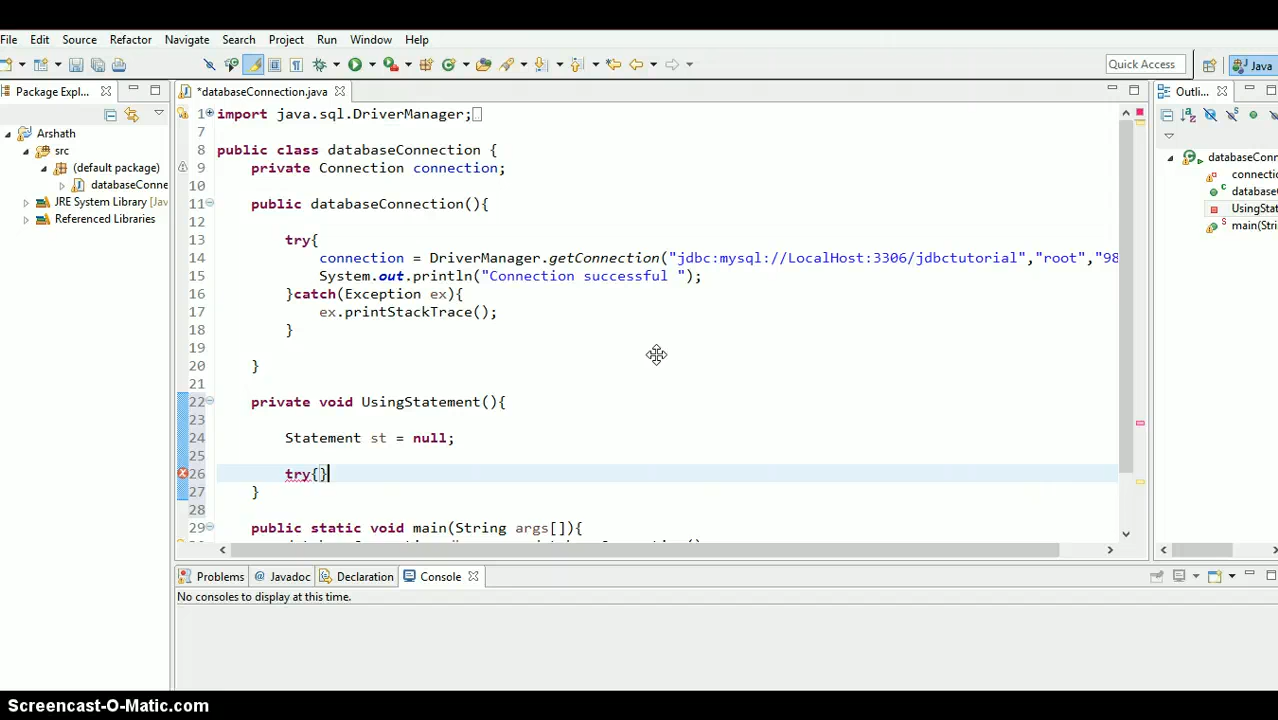 File Edit Source Refactor Navigate Search Project Run Window Help
Quick Access
Java
Package Expl...
*databaseConnection.java
Outli...
Arshath
src
(default package)
databaseConne
JRE System Library [Jav
Referenced Libraries
1 import java.sql.DriverManager;
7
8 public class databaseConnection {
9 private Connection connection;
10
11 public databaseConnection(){
12
13 try{
14 connection = DriverManager.getConnection("jdbc:mysql://LocalHost:3306/jdbctutorial","root","98
15 System.out.println("Connection successful ");
16 }catch(Exception ex){
17 ex.printStackTrace();
18 }
19
20 }
21
22 private void UsingStatement(){
23
24 Statement st = null;
25
26 try{}
27 }
28
29 public static void main(String args[]){
databaseConn
connectio
database
UsingStat
main(Stri
Problems @ Javadoc Declaration Console
No consoles to display at this time.
Screencast-O-Matic.com